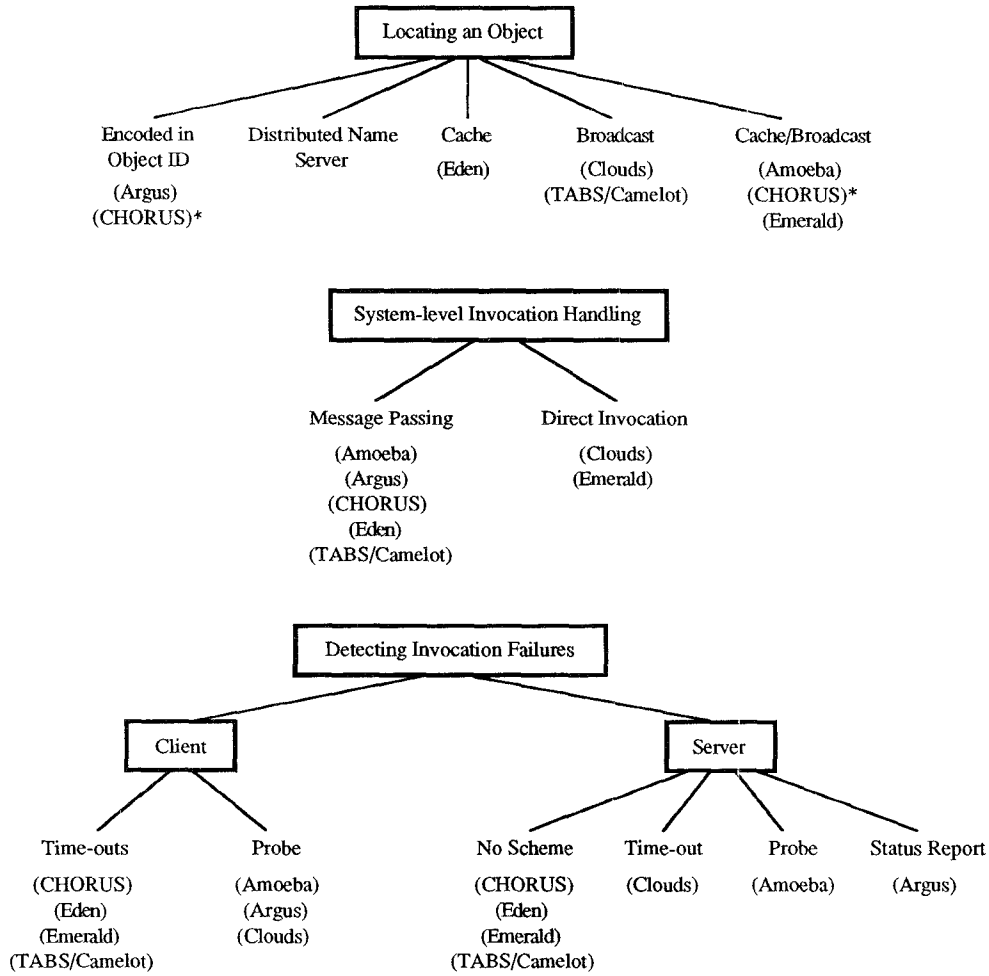 Locating an Object
Encoded in
Object ID
(Argus)
(CHORUS)*
Distributed Name
Server
Cache
(Eden)
Broadcast
(Clouds)
(TABS/Camelot)
Cache/Broadcast
(Amoeba)
(CHORUS)*
(Emerald)
System-level Invocation Handling
Message Passing
(Amoeba)
(Argus)
(CHORUS)
(Eden)
(TABS/Camelot)
Direct Invocation
(Clouds)
(Emerald)
Detecting Invocation Failures
Client
Time-outs
(CHORUS)
(Eden)
(Emerald)
(TABS/Camelot)
Probe
(Amoeba)
(Argus)
(Clouds)
Server
No Scheme
(CHORUS)
(Eden)
(Emerald)
(TABS/Camelot)
Time-out
(Clouds)
Probe
(Amoeba)
Status Report
(Argus)